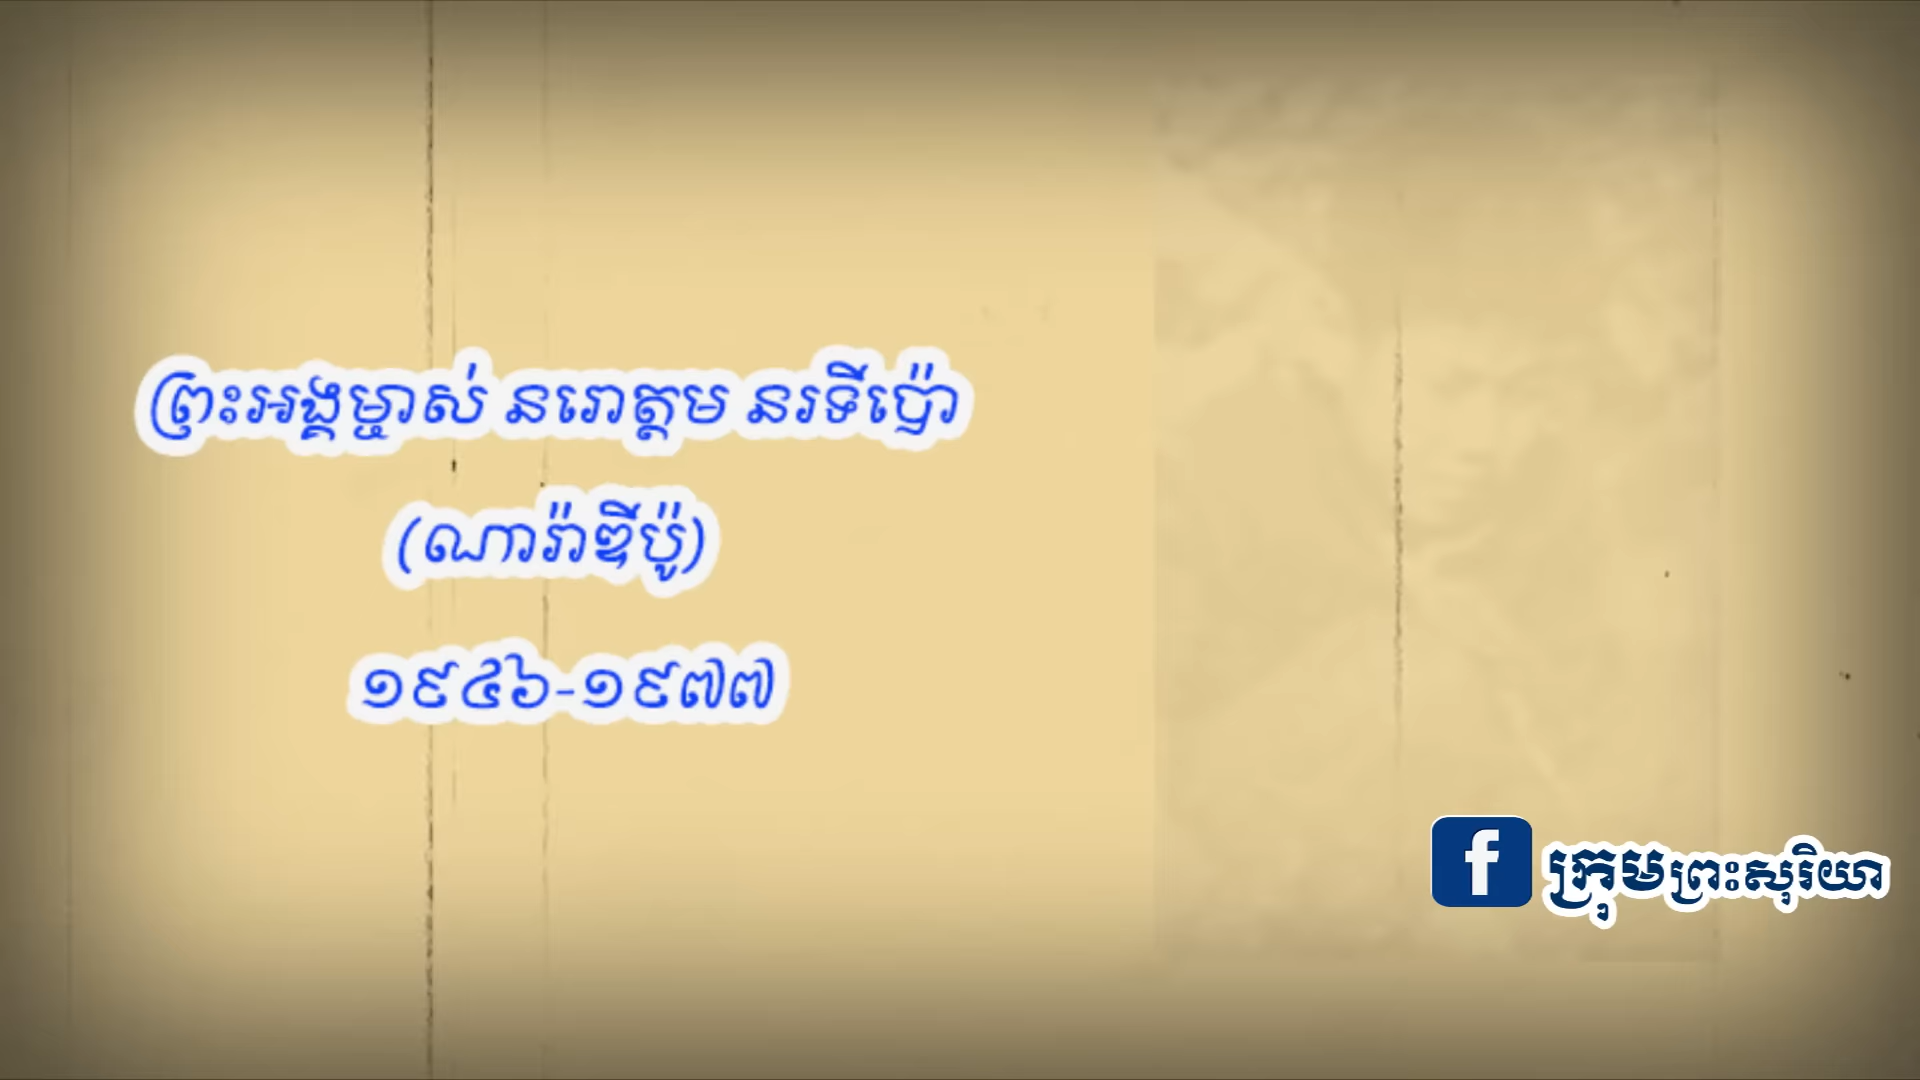 ព្រះអង្គម្ចាស់ នរោត្តម នរទីប៉ោ
(ណារ៉ាឌីប៉ូ)
១៩៤៦-១៩៧៧
f ក្រុមព្រះសុរិយា